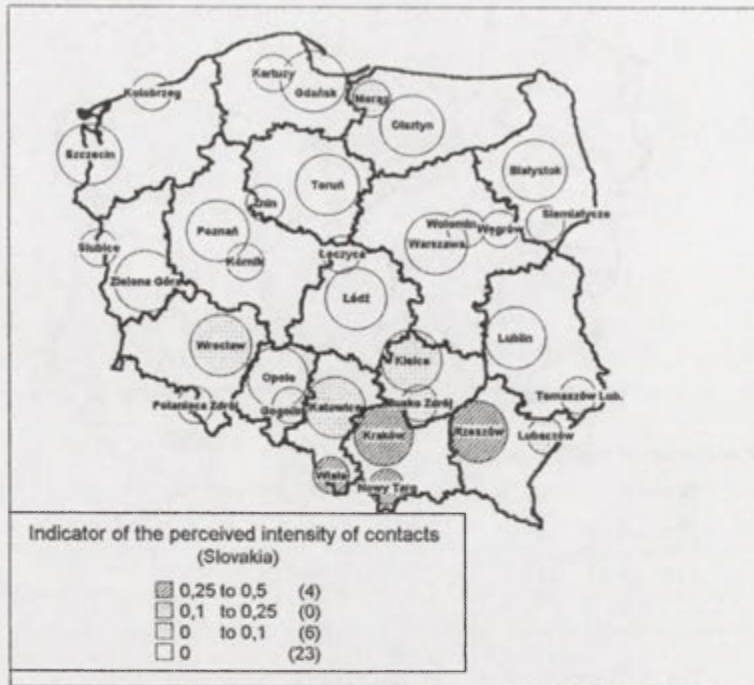 Kołobrzeg
Kartuzy
Gdańsk
Morąg
Olsztyn
Szczecin
Białystok
Toruń
Żnin
Siemiatycze
Wołomin
Węgrów
Warszawa
Poznań
Słubice
Kórnik
Łęczyca
Zielona Góra
Łódź
Wrocław
Lublin
Kielce
Opole
Polanica Zdrój
Gogolin
Katowice
Busko Zdrój
Tomaszów Lub.
Kraków
Rzeszów
Lubaczów
Wisła
Nowy Targ
Indicator of the perceived intensity of contacts
(Slovakia)
0,25 to 0,5 (4)
0,1 to 0,25 (0)
0 to 0,1 (6)
0 (23)